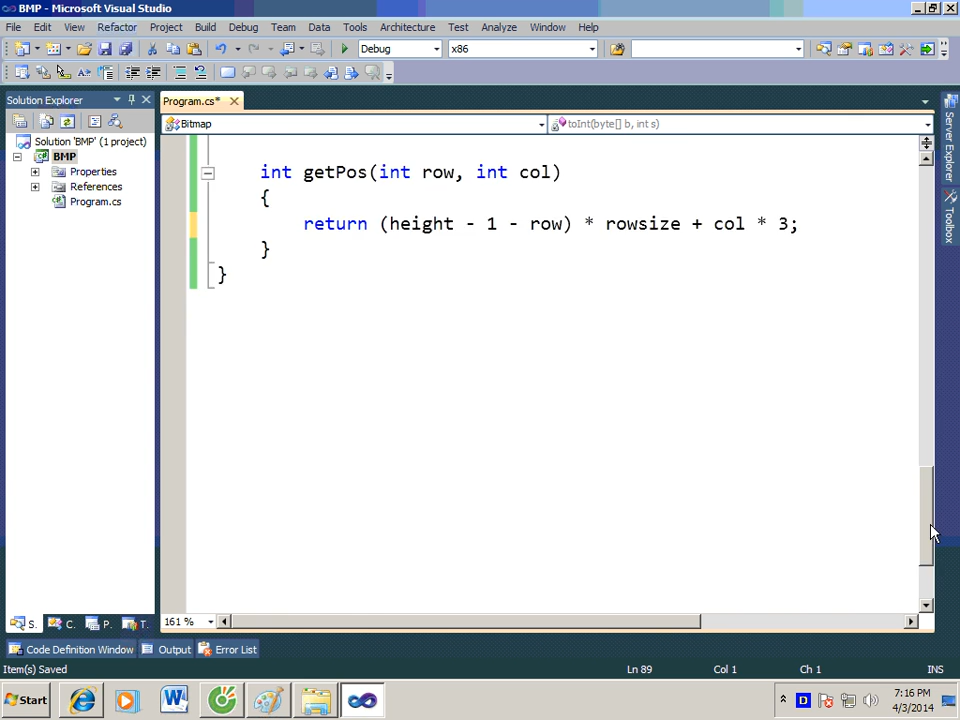 BMP - Microsoft Visual Studio
File Edit View Refactor Project Build Debug Team Data Tools Architecture Test Analyze Window Help
Debug x86
Solution Explorer
Program.cs*
Bitmap
toInt(byte[] b, int s)
Solution 'BMP' (1 project)
BMP
Properties
References
Program.cs
int getPos(int row, int col)
{
return (height - 1 - row) * rowsize + col * 3;
}
}
Server Explorer
Toolbox
S. C. P. T.
161 %
Code Definition Window Output Error List
Item(s) Saved Ln 89 Col 1 Ch 1 INS
Start
7:16 PM
4/3/2014